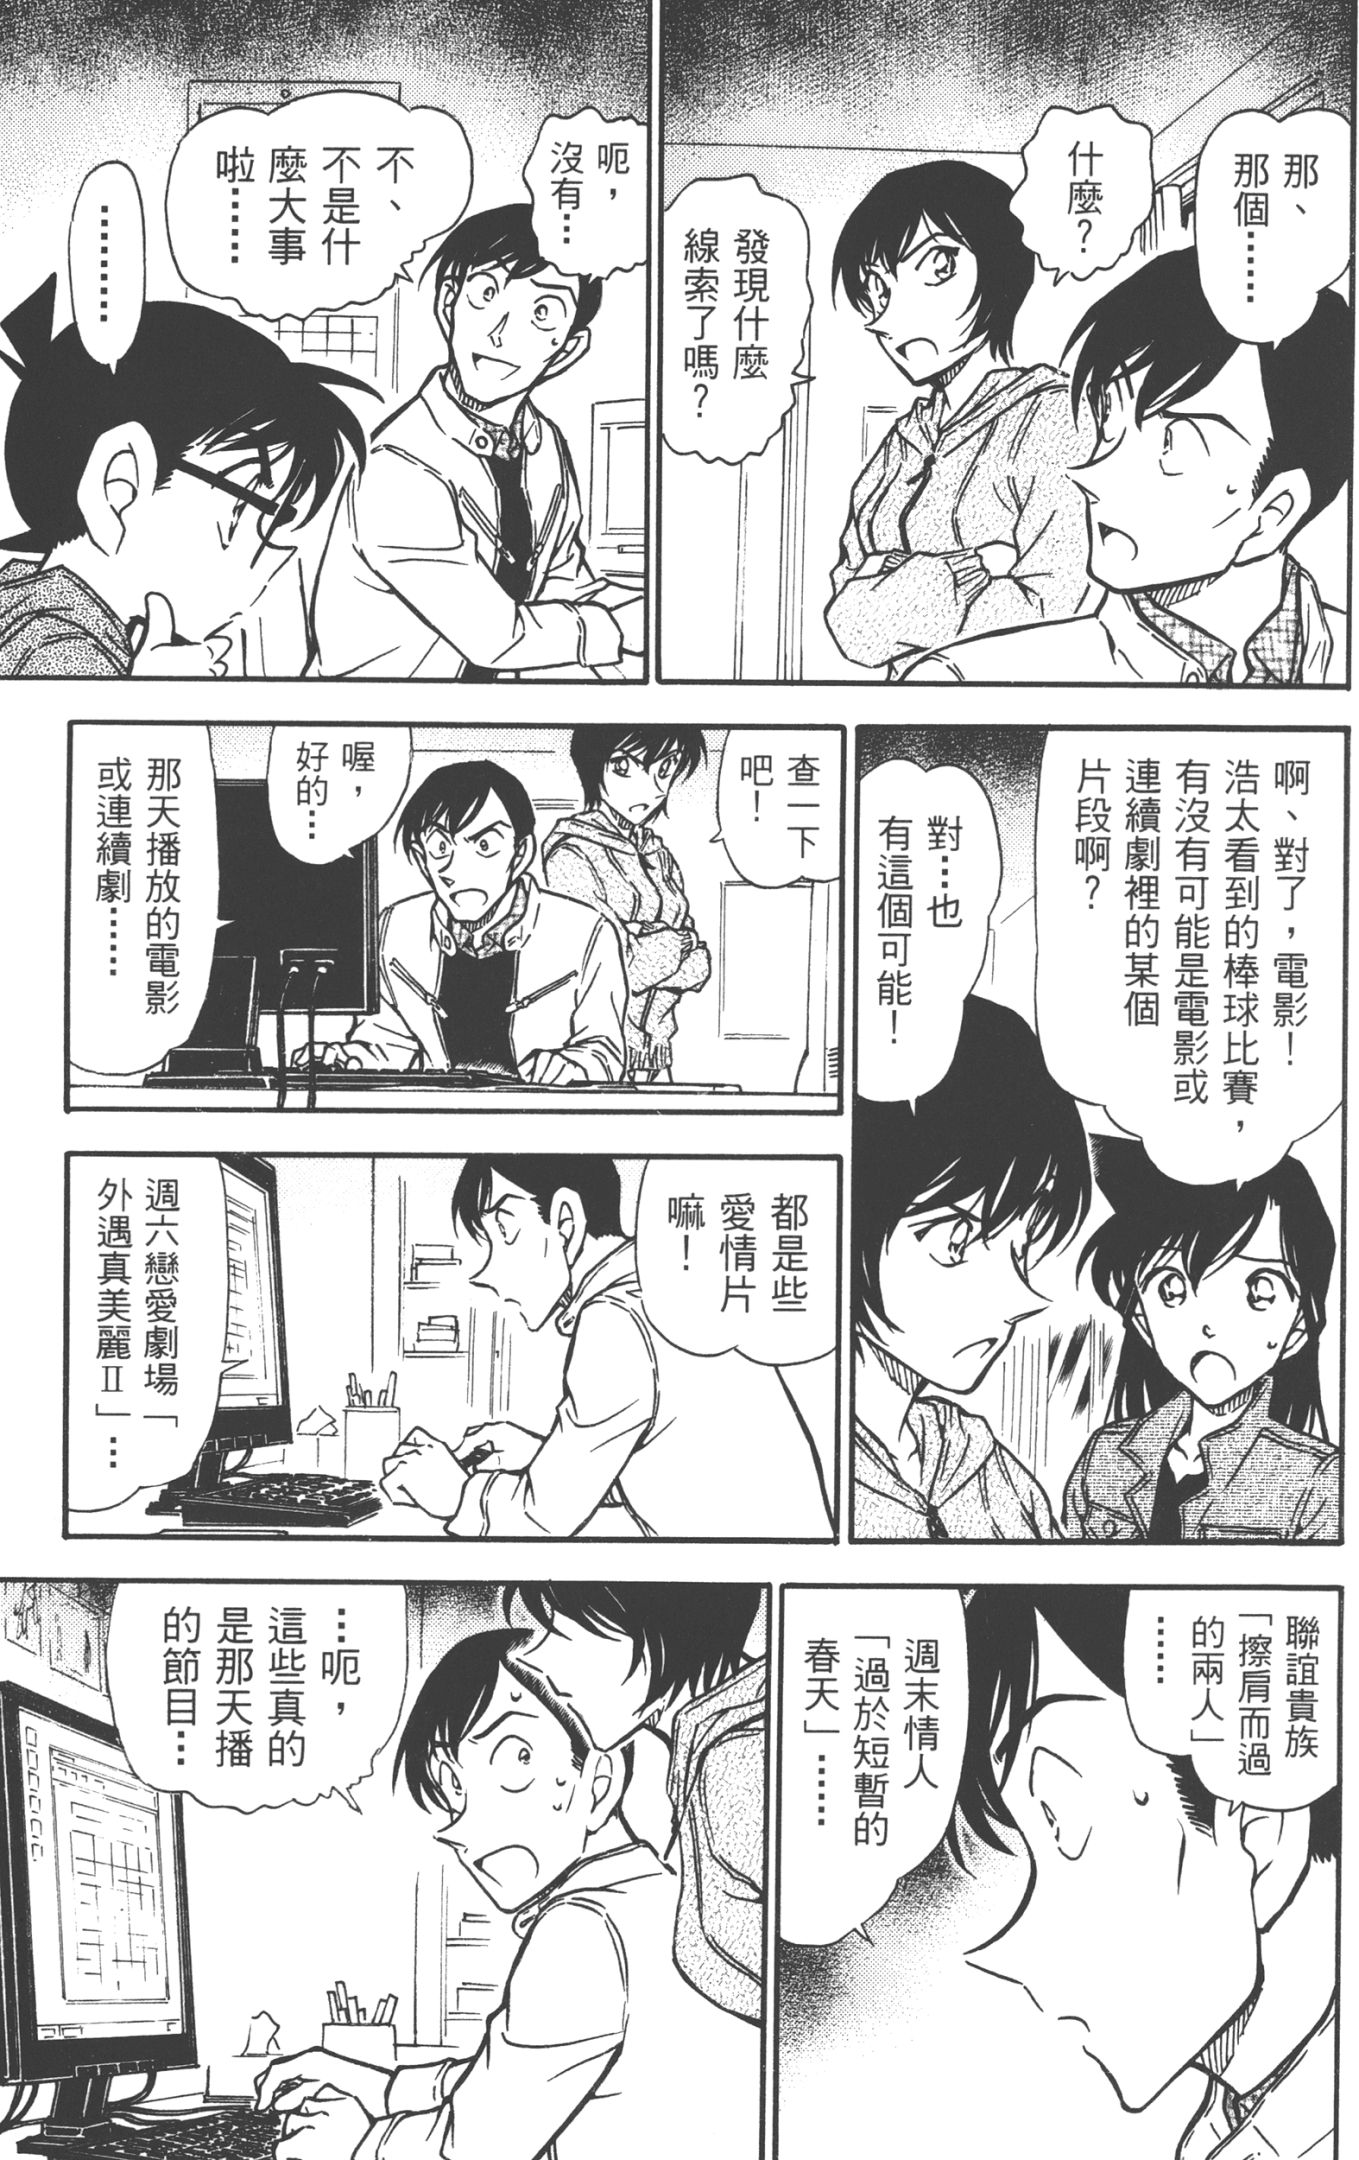 那、
那個……
什麼？
發現什麼
線索了嗎？
呃，
沒有…
不、
不是什
麼大事
啦……
………
啊、對了，電影！
浩太看到的棒球比賽，
有沒有可能是電影或
連續劇裡的某個
片段啊？
對…也
有這個可能！
查一下
吧！
喔，
好的…
那天播放的電影
或連續劇……
都是些
愛情片
嘛！
週六戀愛劇場「
外遇真美麗Ⅱ」…
聯誼貴族
「擦肩而過
的兩人」
……
週末情人
「過於短暫的
春天」……
…呃，
這些真的
是那天播
的節目…